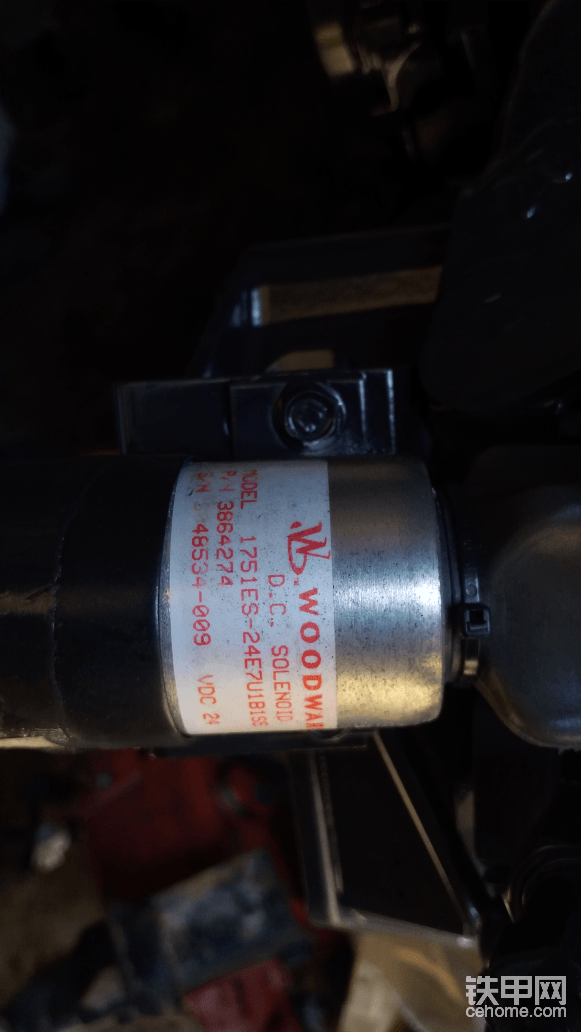 WOODWAR
D.C. SOLENOID
MODEL 1751ES-24E7U1B1S5
P/N 3864274
48534-009 VDC 24
铁甲网
cehome.com